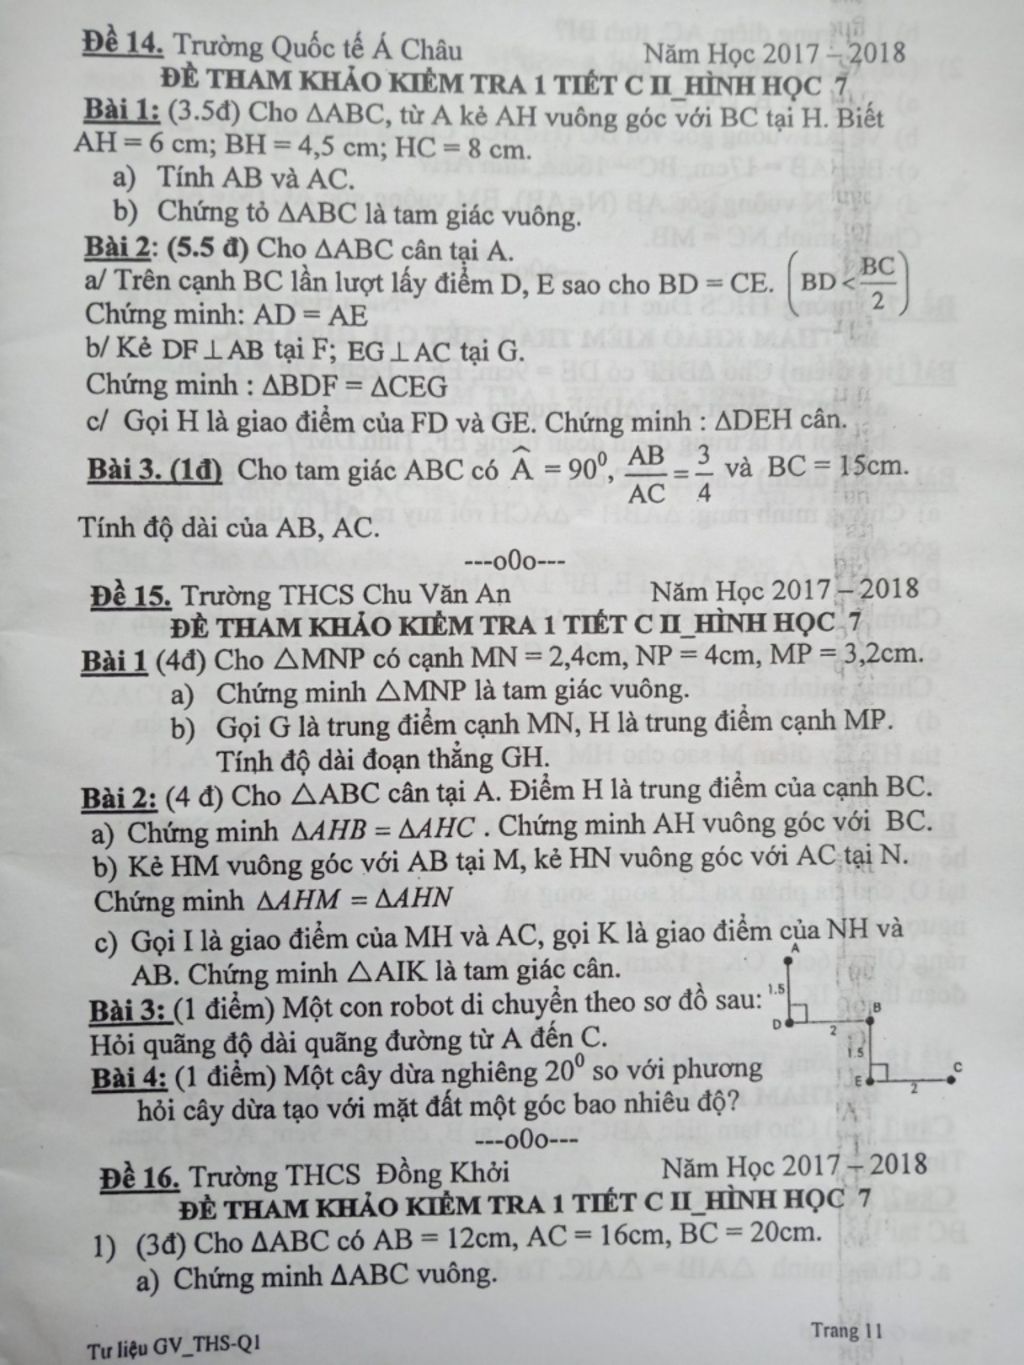 Đề 14. Trường Quốc tế Á Châu Năm Học 2017 – 2018
ĐỀ THAM KHẢO KIỂM TRA 1 TIẾT C II_HÌNH HỌC 7
Bài 1: (3.5đ) Cho ΔABC, từ A kẻ AH vuông góc với BC tại H. Biết
AH = 6 cm; BH = 4,5 cm; HC = 8 cm.
a) Tính AB và AC.
b) Chứng tỏ ΔABC là tam giác vuông.
Bài 2: (5.5 đ) Cho ΔABC cân tại A.
a/ Trên cạnh BC lần lượt lấy điểm D, E sao cho BD = CE. (BD < BC/2)
Chứng minh: AD = AE
b/ Kẻ DF ⊥ AB tại F; EG ⊥ AC tại G.
Chứng minh : ΔBDF = ΔCEG
c/ Gọi H là giao điểm của FD và GE. Chứng minh : ΔDEH cân.
Bài 3. (1đ) Cho tam giác ABC có Â = 90⁰, AB/AC = 3/4 và BC = 15cm.
Tính độ dài của AB, AC.
---o0o---
Đề 15. Trường THCS Chu Văn An Năm Học 2017 – 2018
ĐỀ THAM KHẢO KIỂM TRA 1 TIẾT C II_HÌNH HỌC 7
Bài 1 (4đ) Cho △MNP có cạnh MN = 2,4cm, NP = 4cm, MP = 3,2cm.
a) Chứng minh △MNP là tam giác vuông.
b) Gọi G là trung điểm cạnh MN, H là trung điểm cạnh MP.
Tính độ dài đoạn thẳng GH.
Bài 2: (4 đ) Cho △ABC cân tại A. Điểm H là trung điểm của cạnh BC.
a) Chứng minh ΔAHB = ΔAHC . Chứng minh AH vuông góc với BC.
b) Kẻ HM vuông góc với AB tại M, kẻ HN vuông góc với AC tại N.
Chứng minh ΔAHM = ΔAHN
c) Gọi I là giao điểm của MH và AC, gọi K là giao điểm của NH và
AB. Chứng minh △AIK là tam giác cân.
Bài 3: (1 điểm) Một con robot di chuyển theo sơ đồ sau:
Hỏi quãng độ dài quãng đường từ A đến C.
A
1.5
D
2
B
1.5
E
2
C
Bài 4: (1 điểm) Một cây dừa nghiêng 20⁰ so với phương
hỏi cây dừa tạo với mặt đất một góc bao nhiêu độ?
---o0o---
Đề 16. Trường THCS Đồng Khởi Năm Học 2017 – 2018
ĐỀ THAM KHẢO KIỂM TRA 1 TIẾT C II_HÌNH HỌC 7
1) (3đ) Cho ΔABC có AB = 12cm, AC = 16cm, BC = 20cm.
a) Chứng minh ΔABC vuông.
Tư liệu GV_THS-Q1 Trang 11